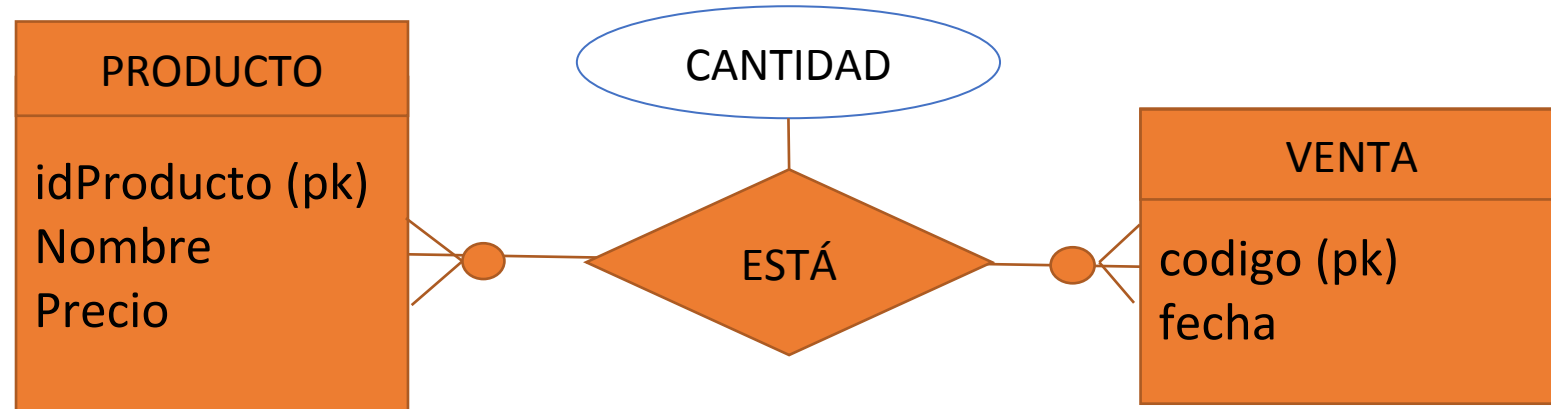 PRODUCTO
idProducto (pk)
Nombre
Precio
CANTIDAD
ESTÁ
VENTA
codigo (pk)
fecha